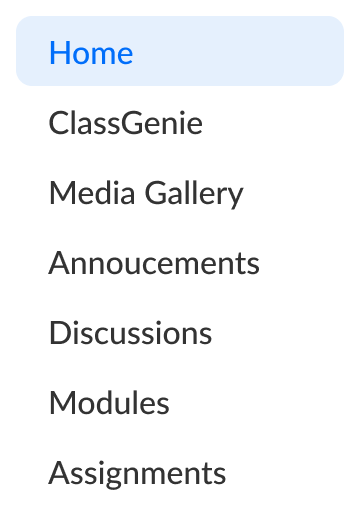 Home
ClassGenie
Media Gallery
Annoucements
Discussions
Modules
Assignments